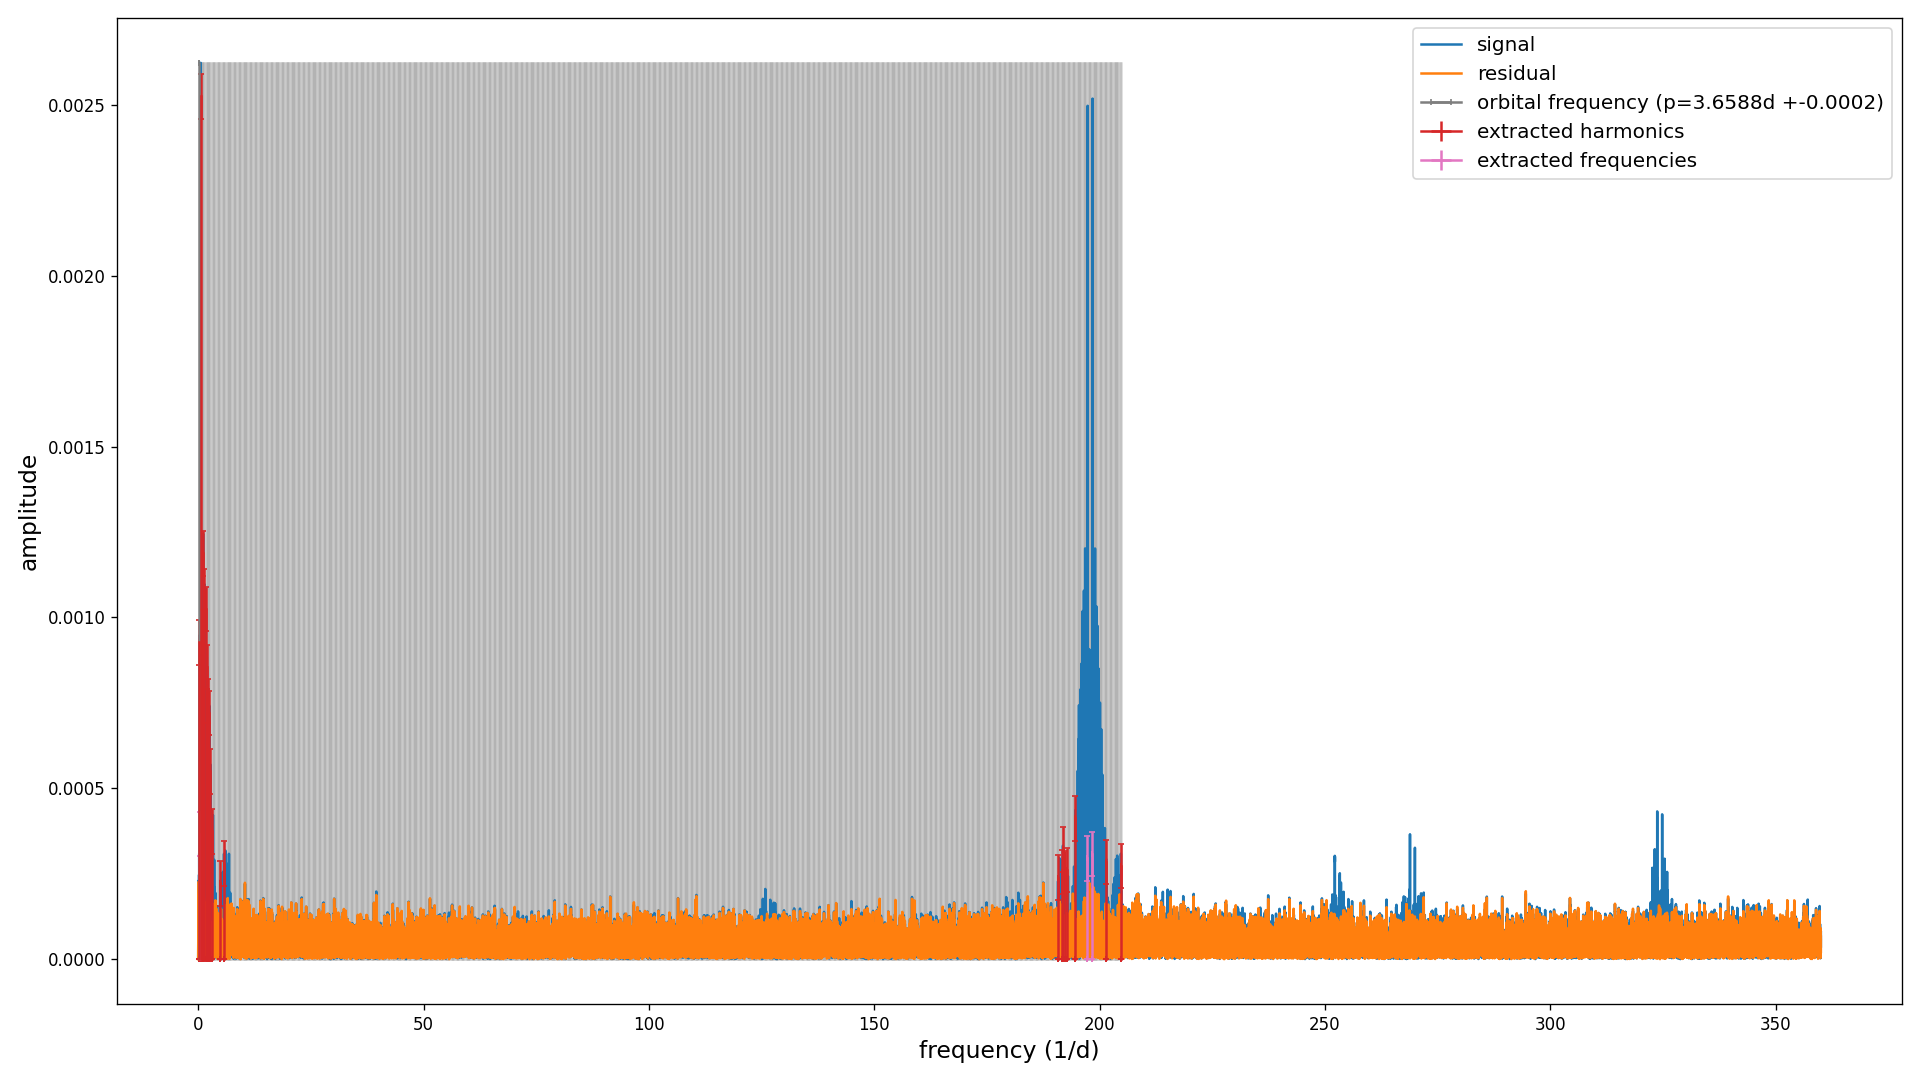 signal
residual
orbital frequency (p=3.6588d +-0.0002)
extracted harmonics
extracted frequencies
amplitude
0.0025
0.0020
0.0015
0.0010
0.0005
0.0000
0 50 100 150 200 250 300 350
frequency (1/d)